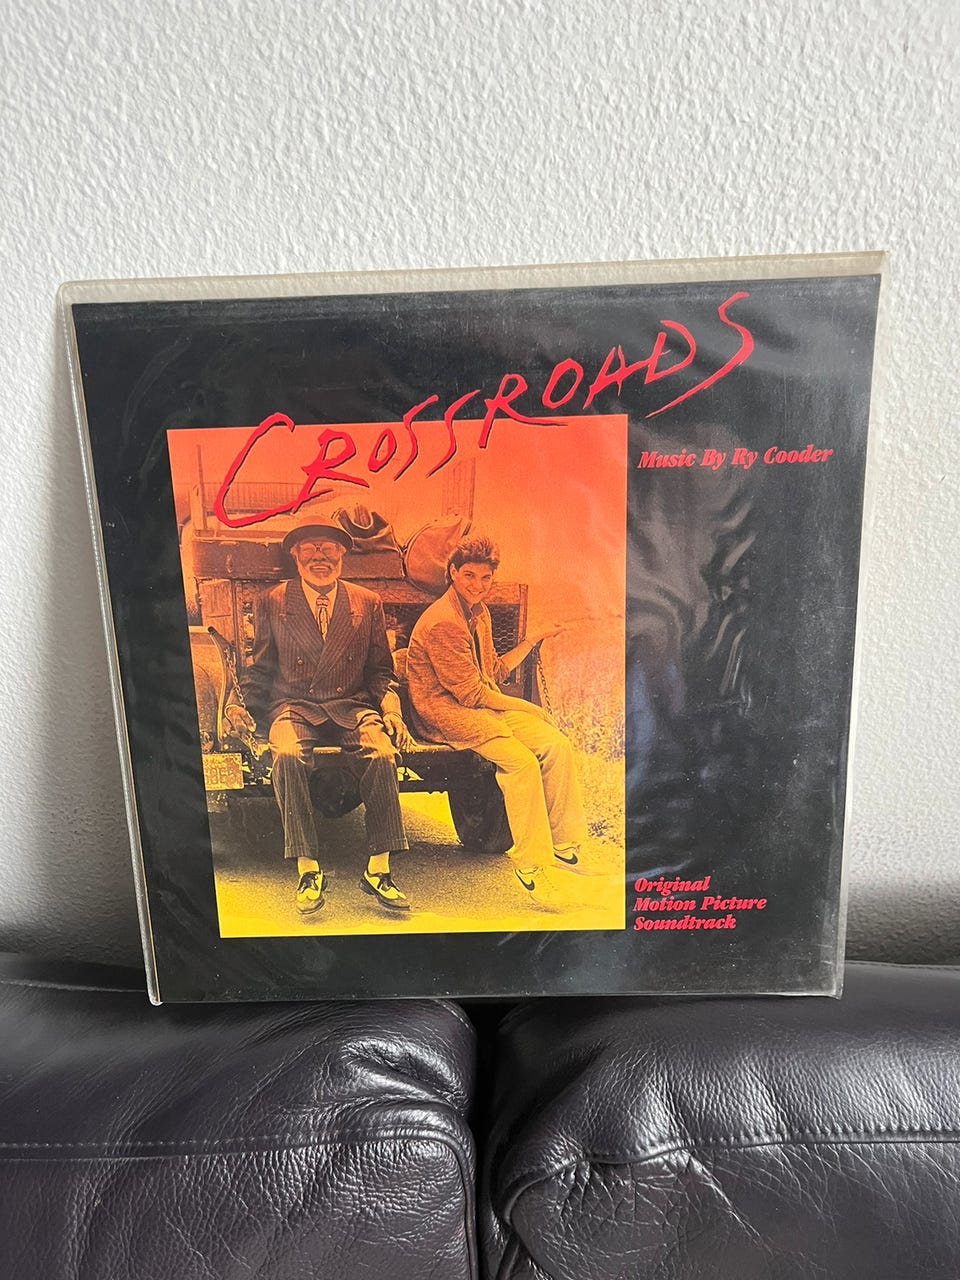 CROSSROADS
Music By Ry Cooder
Original
Motion Picture
Soundtrack